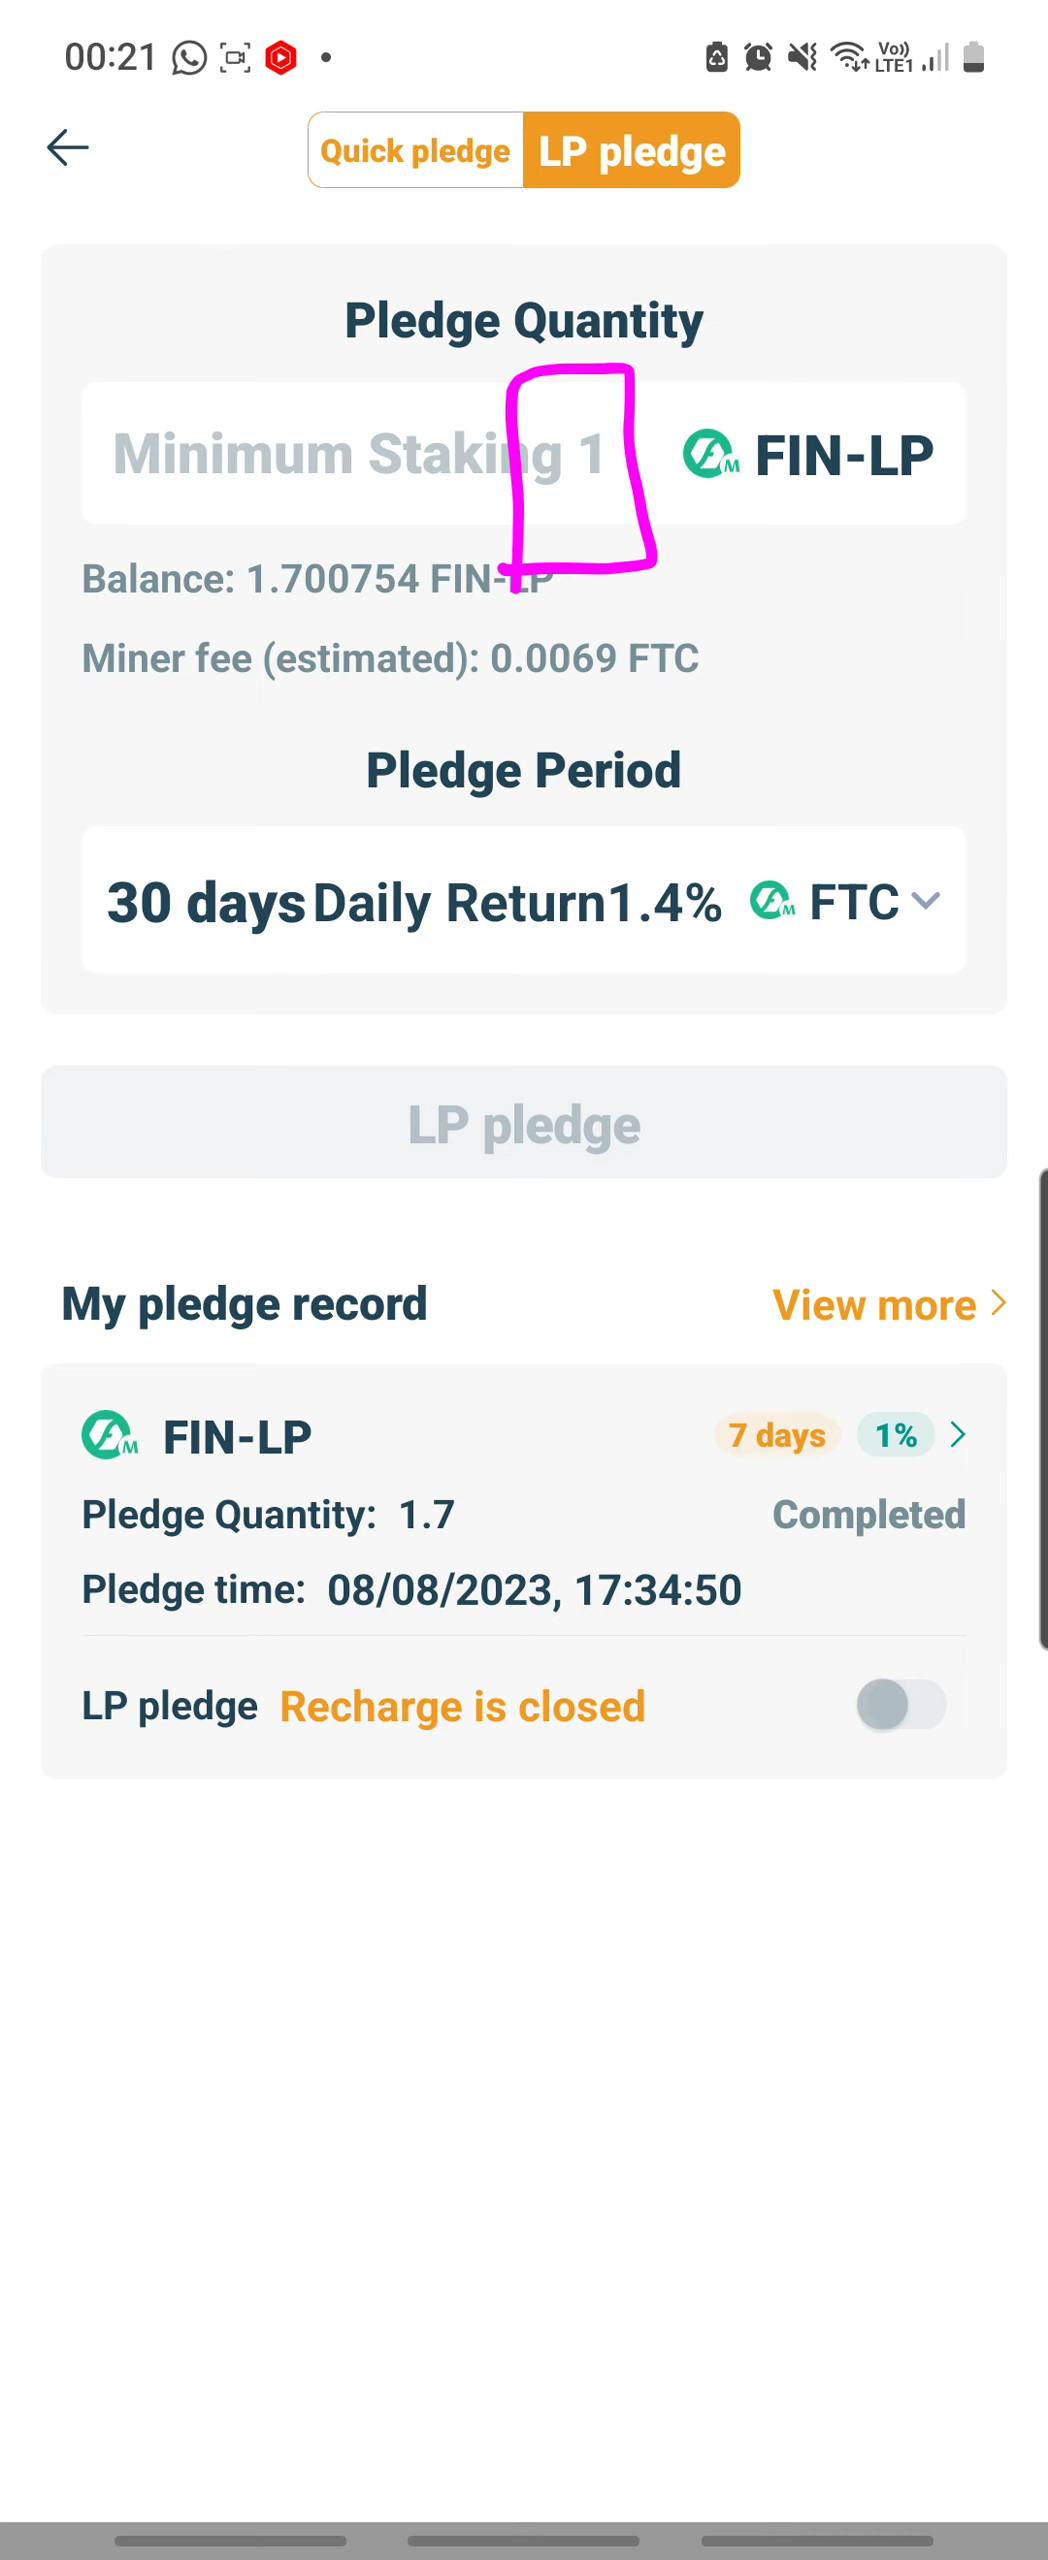 00:21
Vo))
LTE1
Quick pledge
LP pledge
Pledge Quantity
Minimum Staking 1
M FIN-LP
Balance: 1.700754 FIN-LP
Miner fee (estimated): 0.0069 FTC
Pledge Period
30 days Daily Return1.4% M FTC
LP pledge
My pledge record
View more
M FIN-LP
7 days
1%
Pledge Quantity: 1.7
Completed
Pledge time: 08/08/2023, 17:34:50
LP pledge Recharge is closed